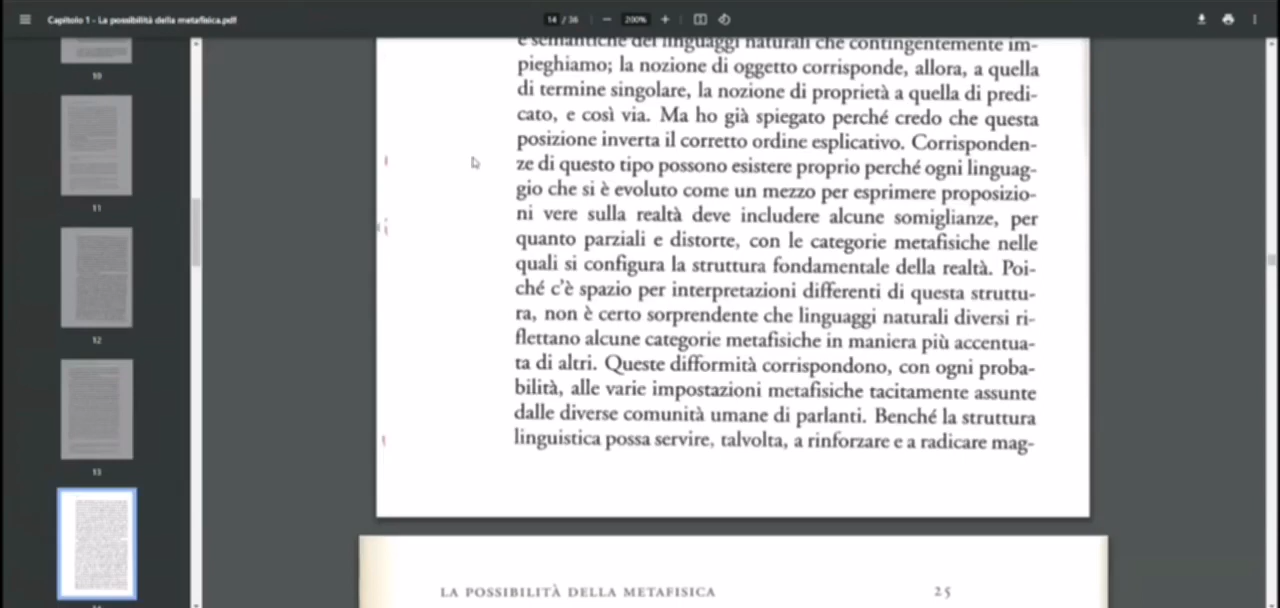 Capitolo 1 - La possibilità della metafisica.pdf
14 / 36
200%
10
11
12
13
14
e semantiche dei linguaggi naturali che contingentemente im-
pieghiamo; la nozione di oggetto corrisponde, allora, a quella
di termine singolare, la nozione di proprietà a quella di predi-
cato, e così via. Ma ho già spiegato perché credo che questa
posizione inverta il corretto ordine esplicativo. Corrisponden-
ze di questo tipo possono esistere proprio perché ogni linguag-
gio che si è evoluto come un mezzo per esprimere proposizio-
ni vere sulla realtà deve includere alcune somiglianze, per
quanto parziali e distorte, con le categorie metafisiche nelle
quali si configura la struttura fondamentale della realtà. Poi-
ché c'è spazio per interpretazioni differenti di questa struttu-
ra, non è certo sorprendente che linguaggi naturali diversi ri-
flettano alcune categorie metafisiche in maniera più accentua-
ta di altri. Queste difformità corrispondono, con ogni proba-
bilità, alle varie impostazioni metafisiche tacitamente assunte
dalle diverse comunità umane di parlanti. Benché la struttura
linguistica possa servire, talvolta, a rinforzare e a radicare mag-
LA POSSIBILITÀ DELLA METAFISICA 25